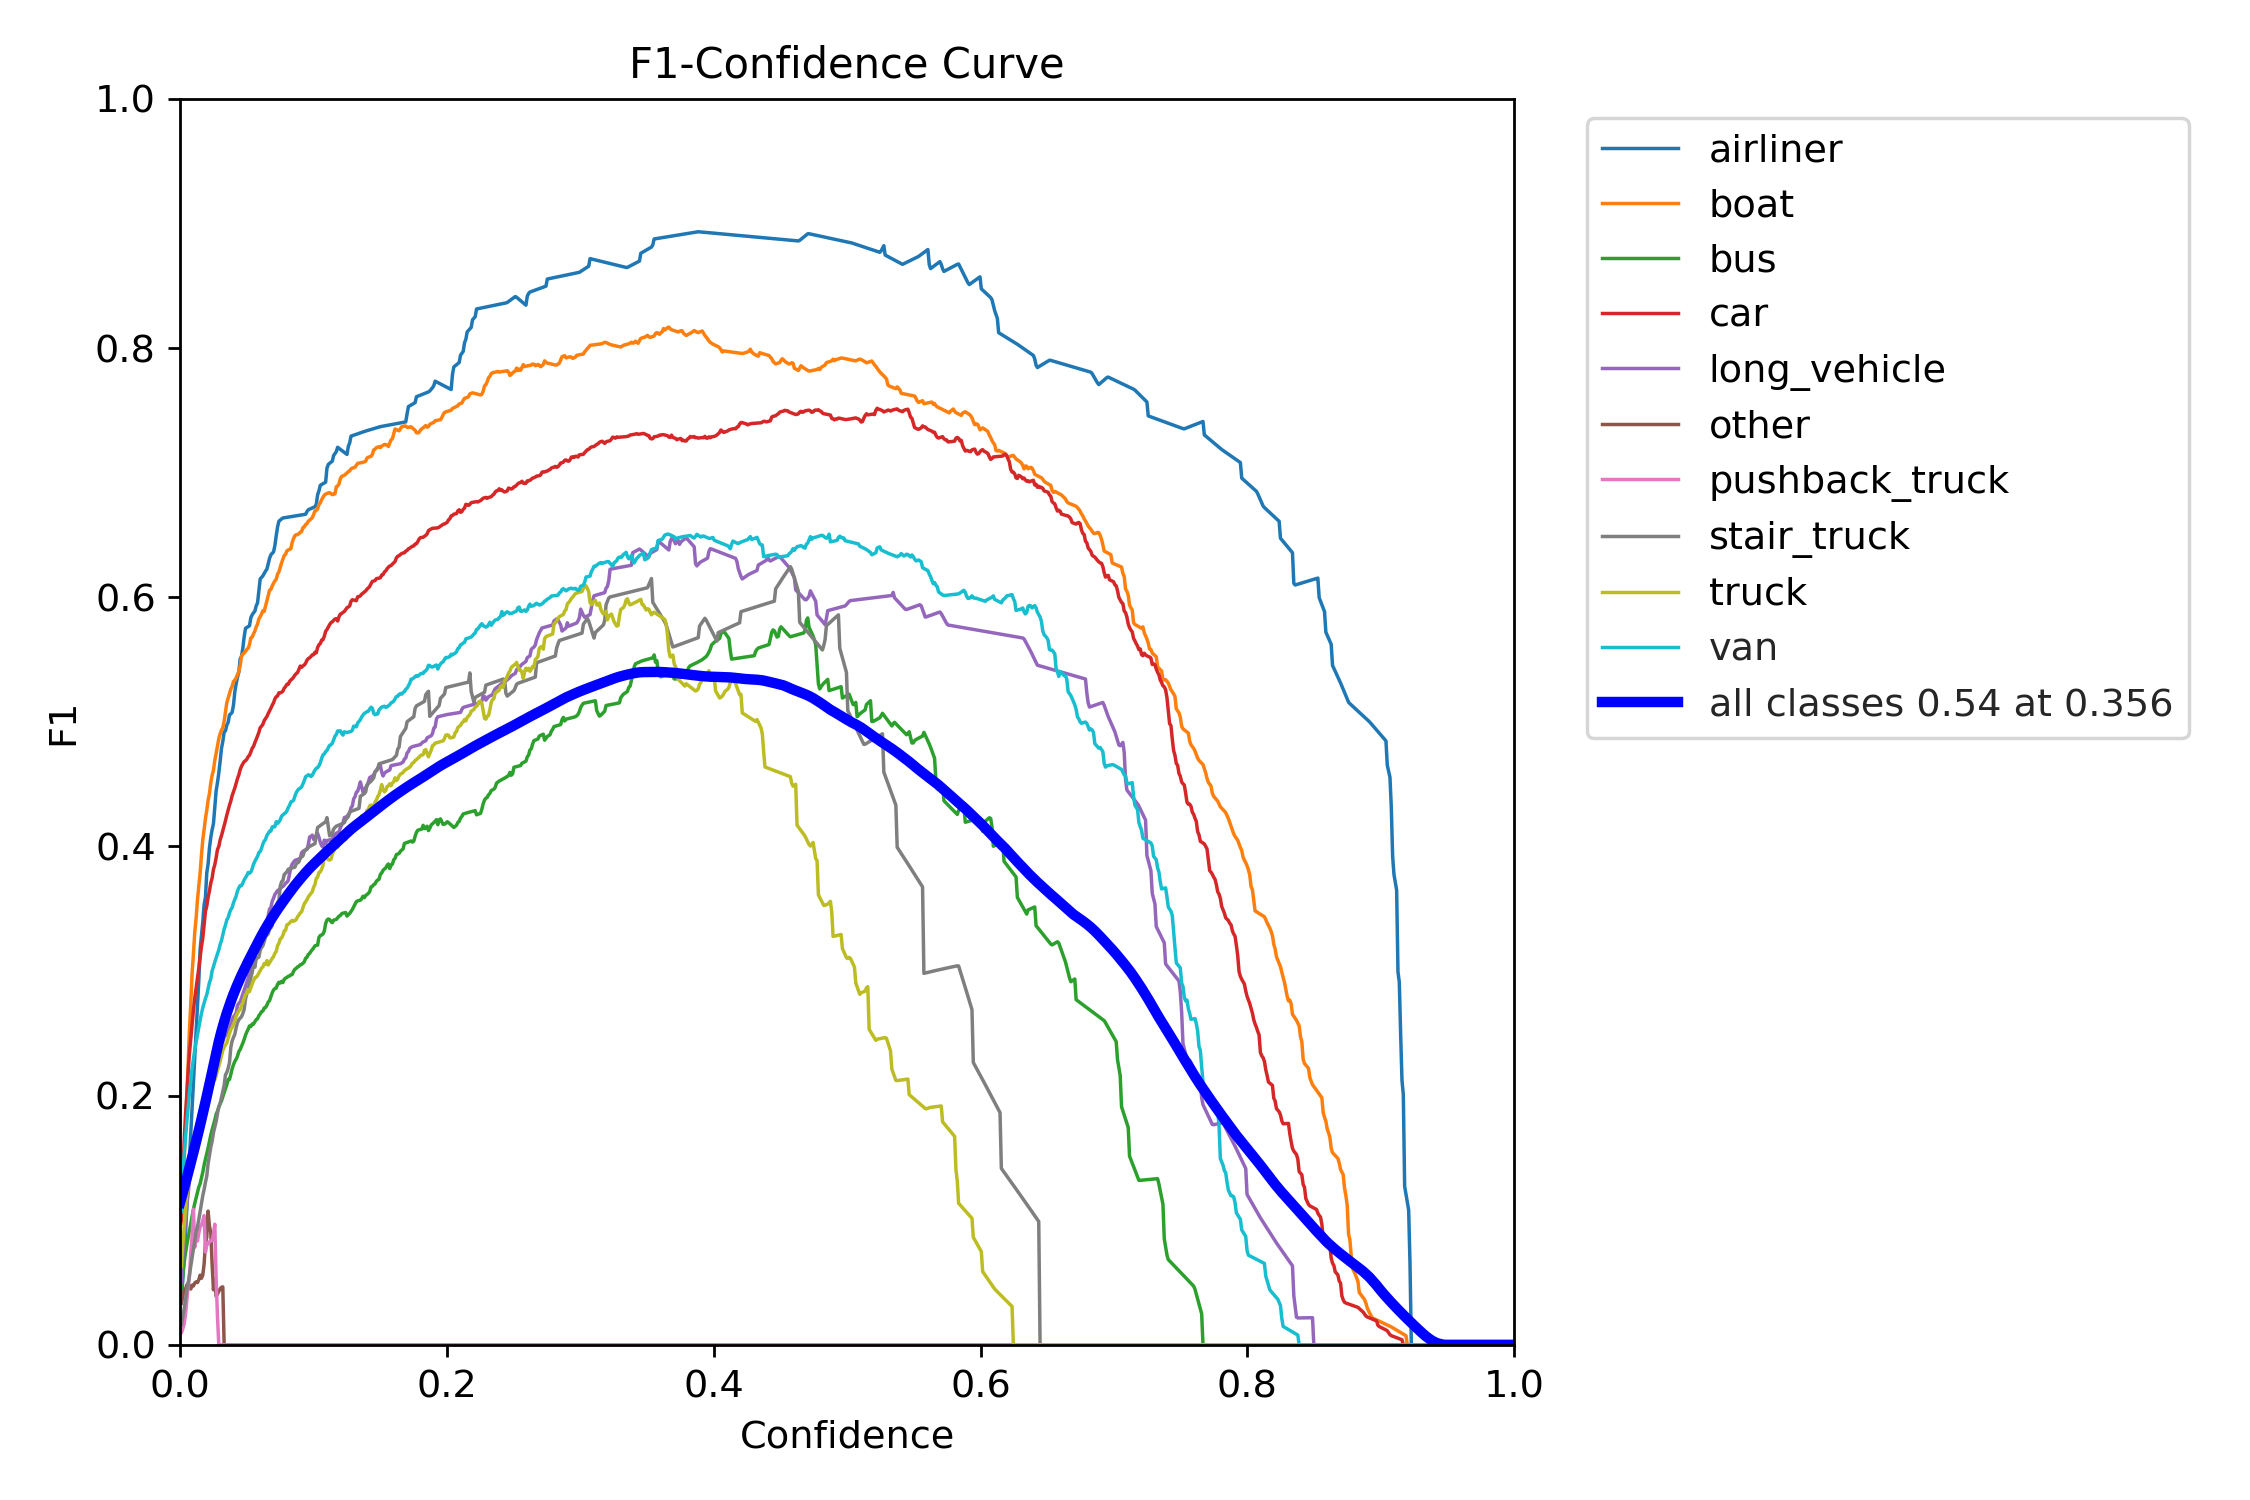 F1-Confidence Curve
1.0
0.8
0.6
0.4
0.2
0.0
F1
0.0 0.2 0.4 0.6 0.8 1.0
Confidence
airliner
boat
bus
car
long_vehicle
other
pushback_truck
stair_truck
truck
van
all classes 0.54 at 0.356